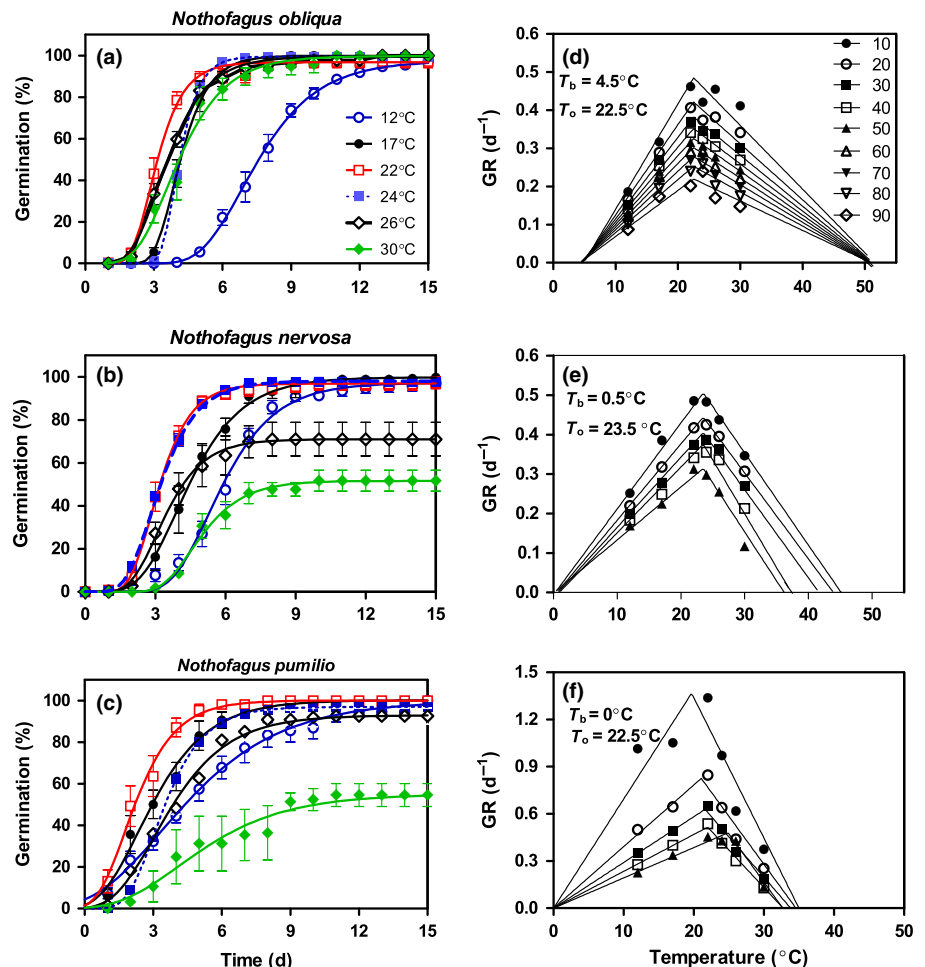 Nothofagus obliqua
(a)
Germination (%)
100
80
60
40
20
0
12°C
17°C
22°C
24°C
26°C
30°C
0 3 6 9 12 15
(d)
Tb = 4.5°C
To = 22.5°C
GR (d−1)
0.6
0.5
0.4
0.3
0.2
0.1
0.0
10
20
30
40
50
60
70
80
90
0 10 20 30 40 50
Nothofagus nervosa
(b)
Germination (%)
100
80
60
40
20
0
0 3 6 9 12 15
(e)
Tb = 0.5°C
To = 23.5 °C
GR (d−1)
0.6
0.5
0.4
0.3
0.2
0.1
0.0
0 10 20 30 40 50
Nothofagus pumilio
(c)
Germination (%)
100
80
60
40
20
0
0 3 6 9 12 15
Time (d)
(f)
Tb = 0°C
To = 22.5°C
GR (d−1)
1.5
1.2
0.9
0.6
0.3
0.0
0 10 20 30 40 50
Temperature (°C)